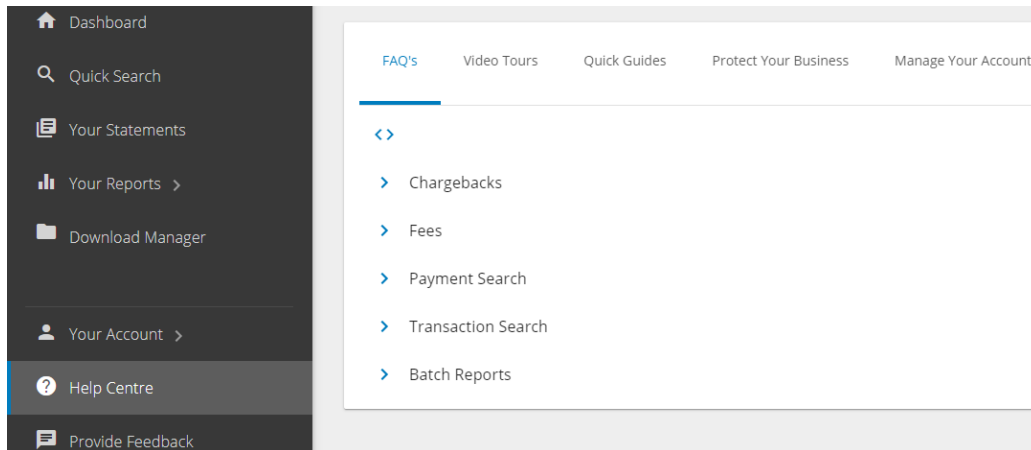 Dashboard
Quick Search
Your Statements
Your Reports
Download Manager
Your Account
Help Centre
Provide Feedback
FAQ's Video Tours Quick Guides Protect Your Business Manage Your Account
Chargebacks
Fees
Payment Search
Transaction Search
Batch Reports